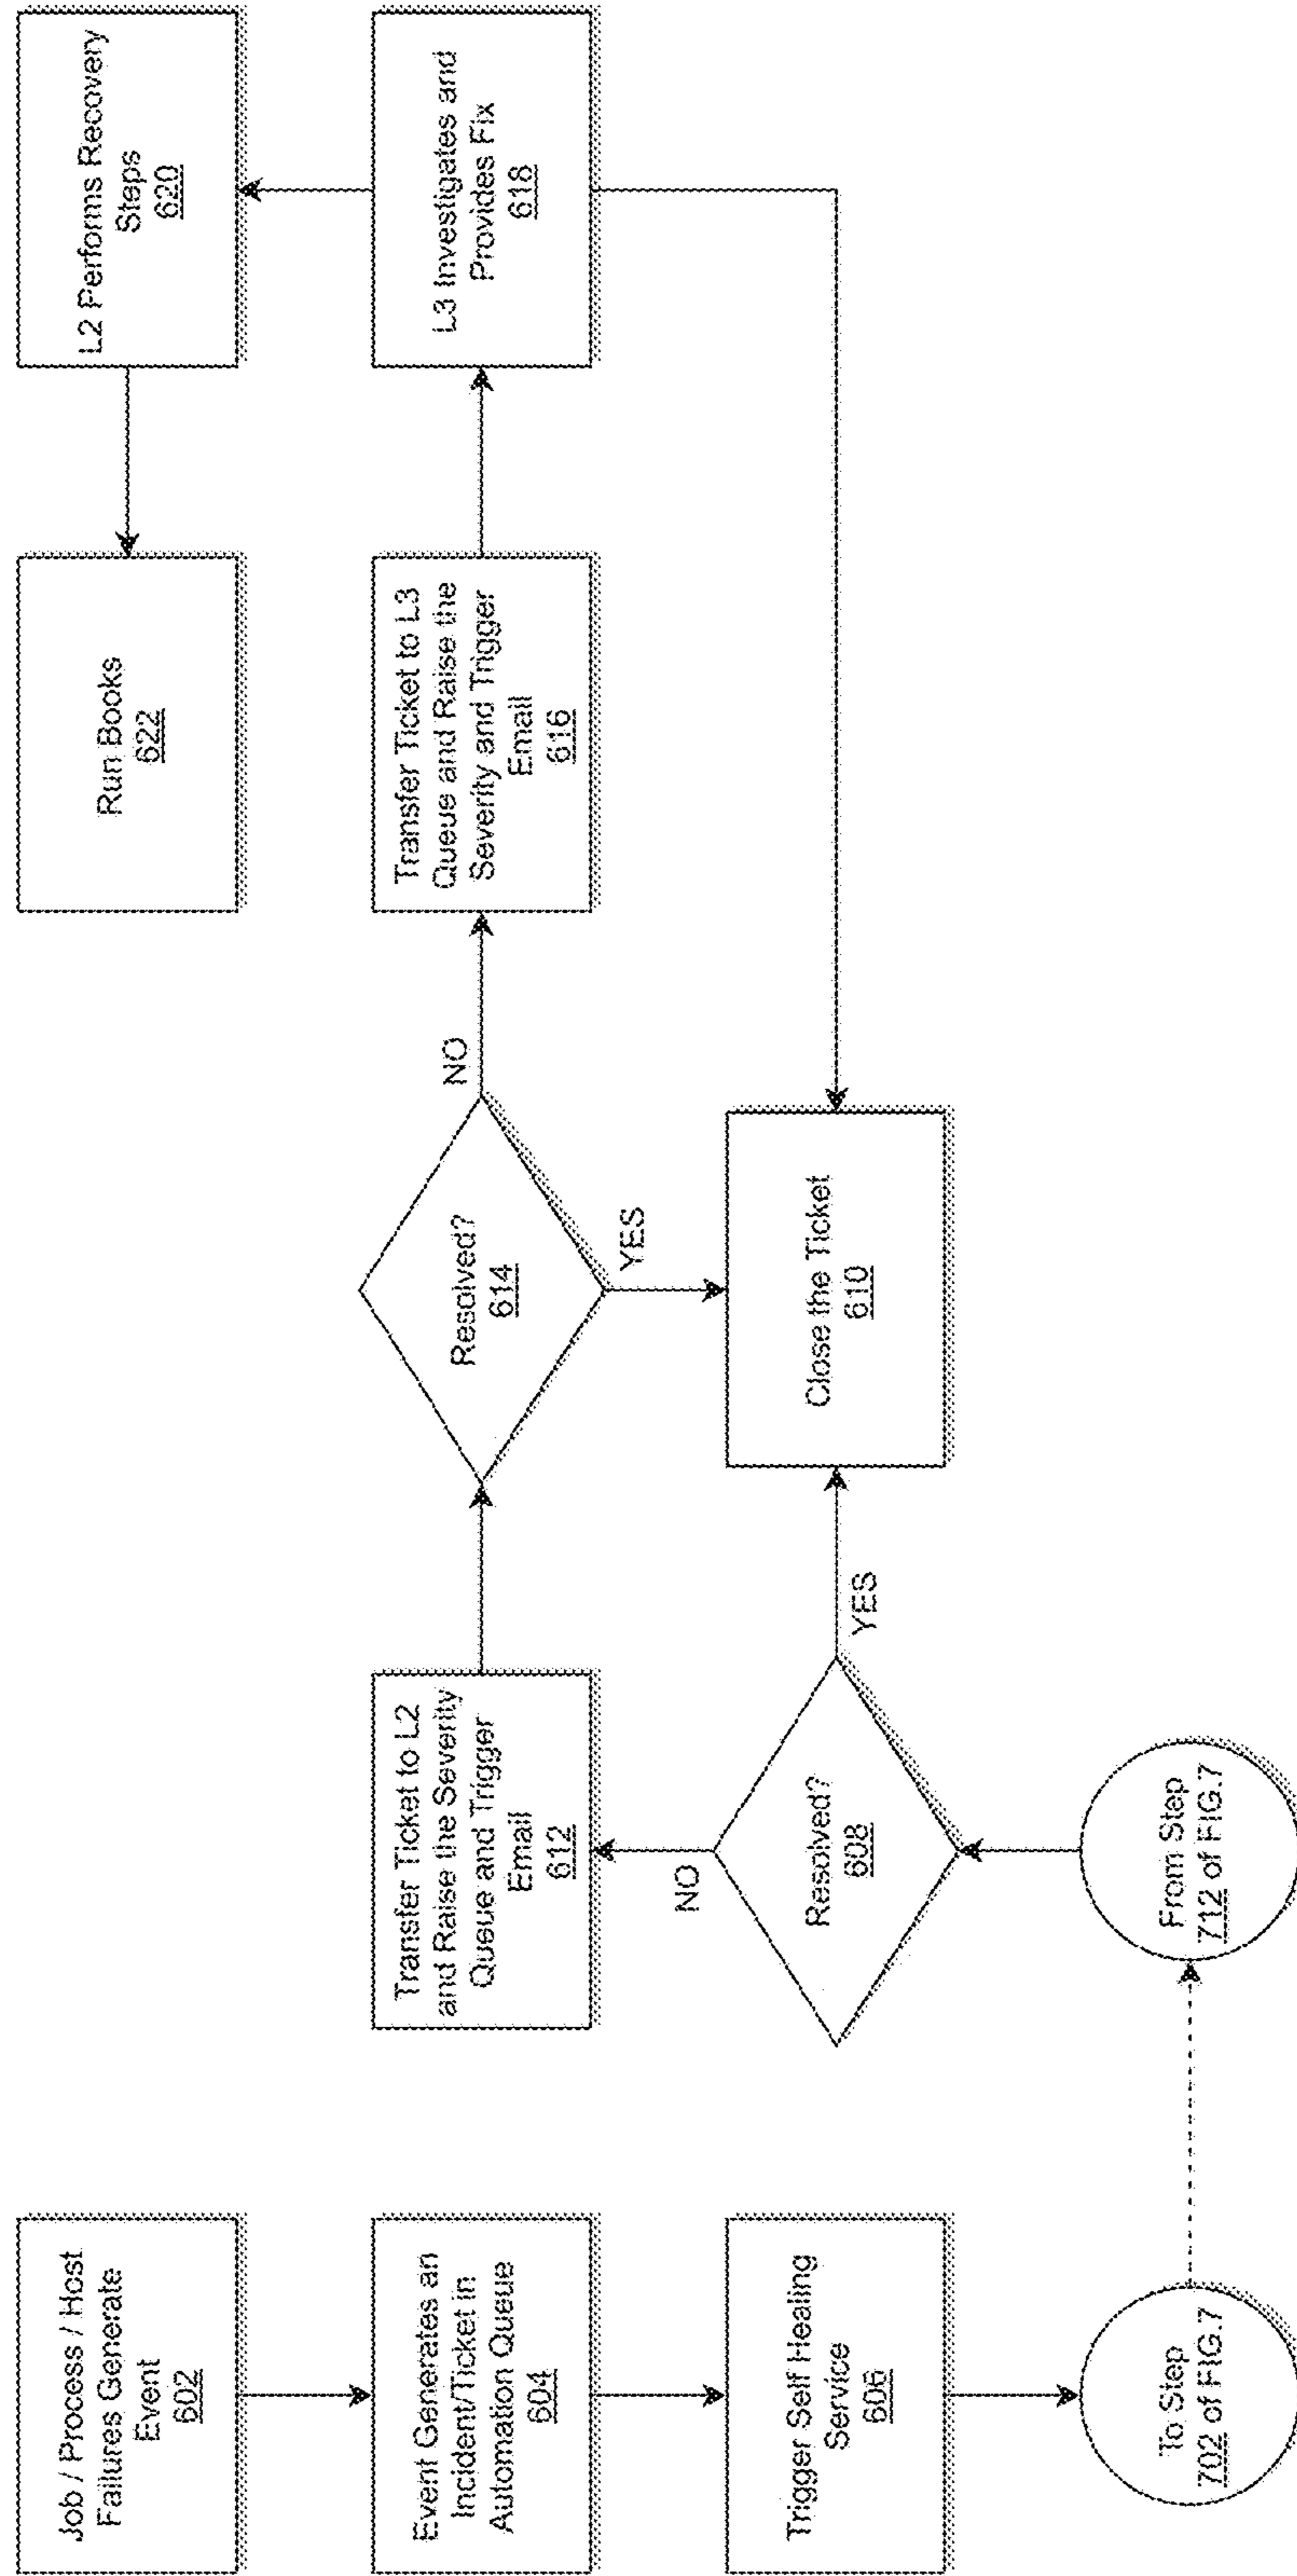 Job / Process / Host
Failures Generate
Event
602
Event Generates an
Incident/Ticket in
Automation Queue
604
Trigger Self Healing
Service
606
To Step
702 of FIG.7
From Step
712 of FIG.7
Resolved?
608
NO
YES
Transfer Ticket to L2
and Raise the Severity
Queue and Trigger
Email
612
Resolved?
614
NO
YES
Close the Ticket
610
Transfer Ticket to L3
Queue and Raise the
Severity and Trigger
Email
616
L3 Investigates and
Provides Fix
618
L2 Performs Recovery
Steps
620
Run Books
622